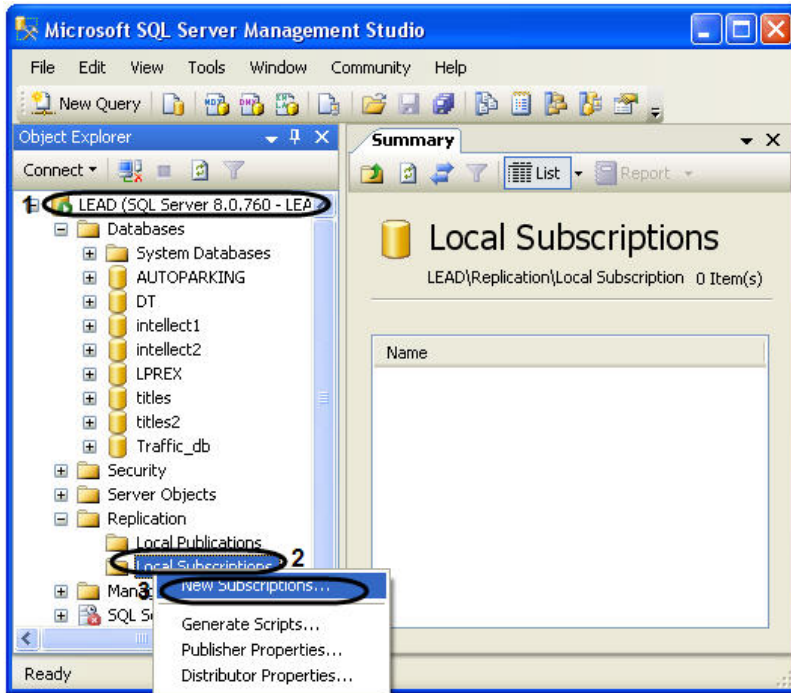 Microsoft SQL Server Management Studio
File Edit View Tools Window Community Help
New Query
Object Explorer
Summary
Connect
List
Report
1
LEAD (SQL Server 8.0.760 - LEA
Databases
System Databases
AUTOPARKING
DT
intellect1
intellect2
LPREX
titles
titles2
Traffic_db
Security
Server Objects
Replication
Local Publications
Local Subscriptions
2
Local Subscriptions
LEAD\Replication\Local Subscription 0 Item(s)
Name
3
New Subscriptions...
Generate Scripts...
Publisher Properties...
Distributor Properties...
Ready